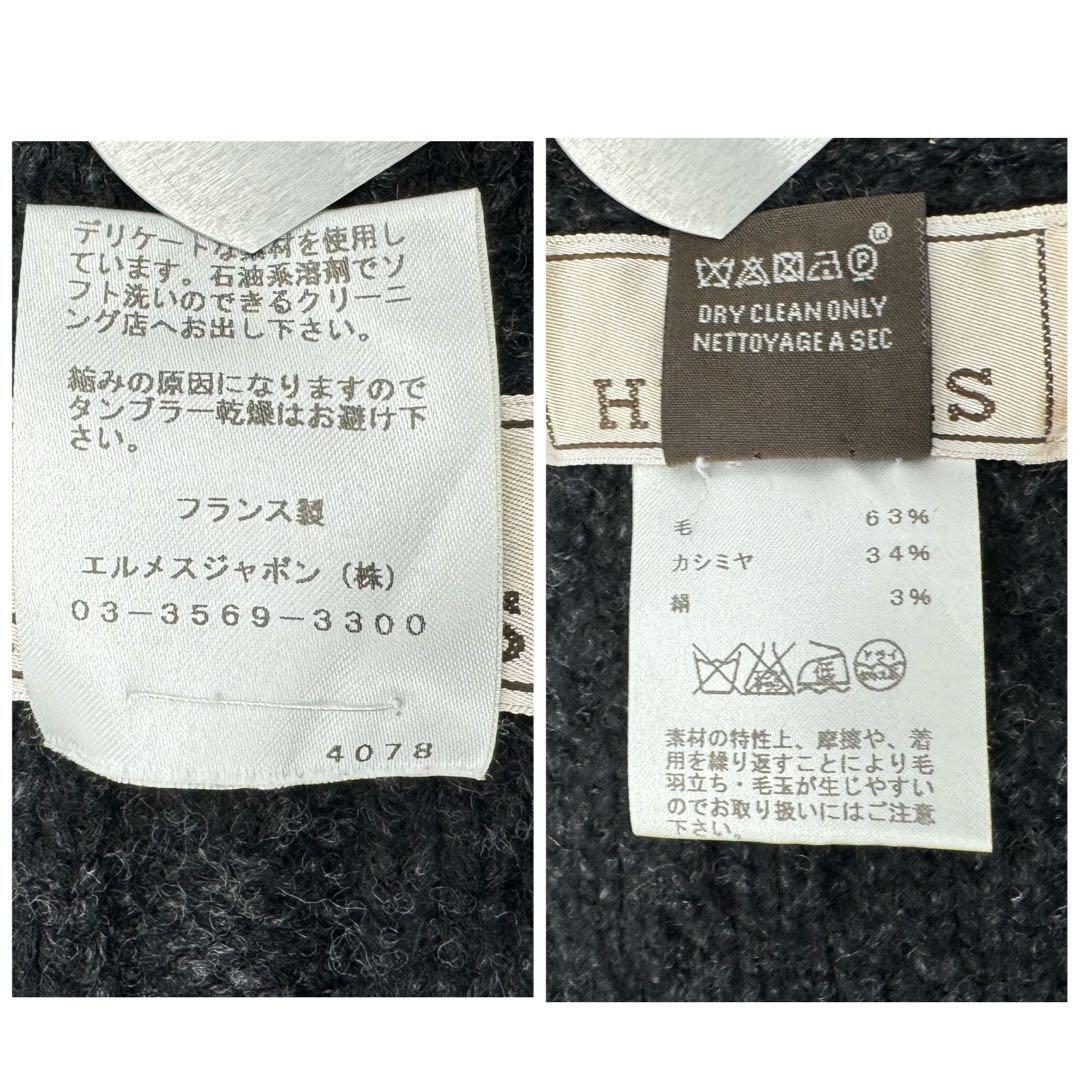 デリケートな素材を使用し
ています。石油系溶剤でソ
フト洗いのできるクリーニ
ング店へお出し下さい。
縮みの原因になりますので
タンブラー乾燥はお避け下
さい。
フランス製
エルメスジャポン(株)
03-3569-3300
4078
P
DRY CLEAN ONLY
NETTOYAGE A SEC
H S
毛 63%
カシミヤ 34%
絹 3%
低 ドライ
素材の特性上、摩擦や、着
用を繰り返すことにより毛
羽立ち・毛玉が生じやすい
のでお取り扱いにはご注意
下さい。